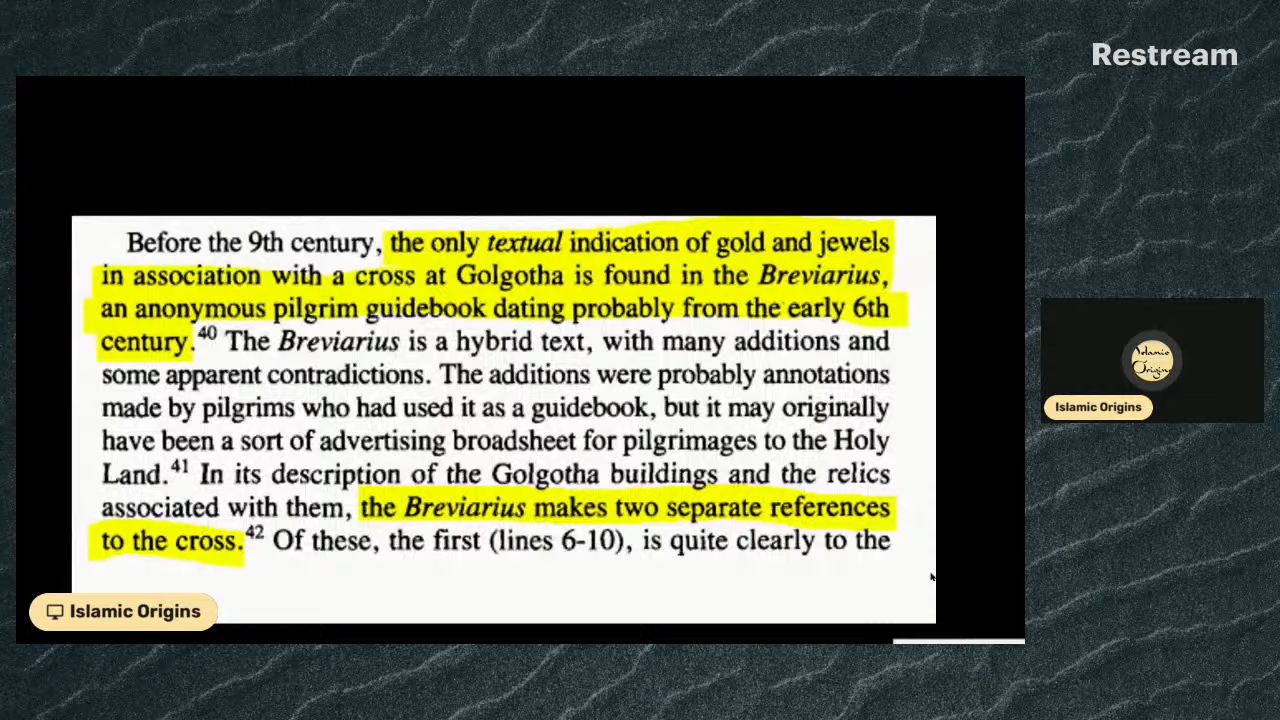 Restream
Before the 9th century, the only textual indication of gold and jewels
in association with a cross at Golgotha is found in the Breviarius,
an anonymous pilgrim guidebook dating probably from the early 6th
century.40 The Breviarius is a hybrid text, with many additions and
some apparent contradictions. The additions were probably annotations
made by pilgrims who had used it as a guidebook, but it may originally
have been a sort of advertising broadsheet for pilgrimages to the Holy
Land.41 In its description of the Golgotha buildings and the relics
associated with them, the Breviarius makes two separate references
to the cross.42 Of these, the first (lines 6-10), is quite clearly to the
Islamic Origins
Islamic
Origins
Islamic Origins